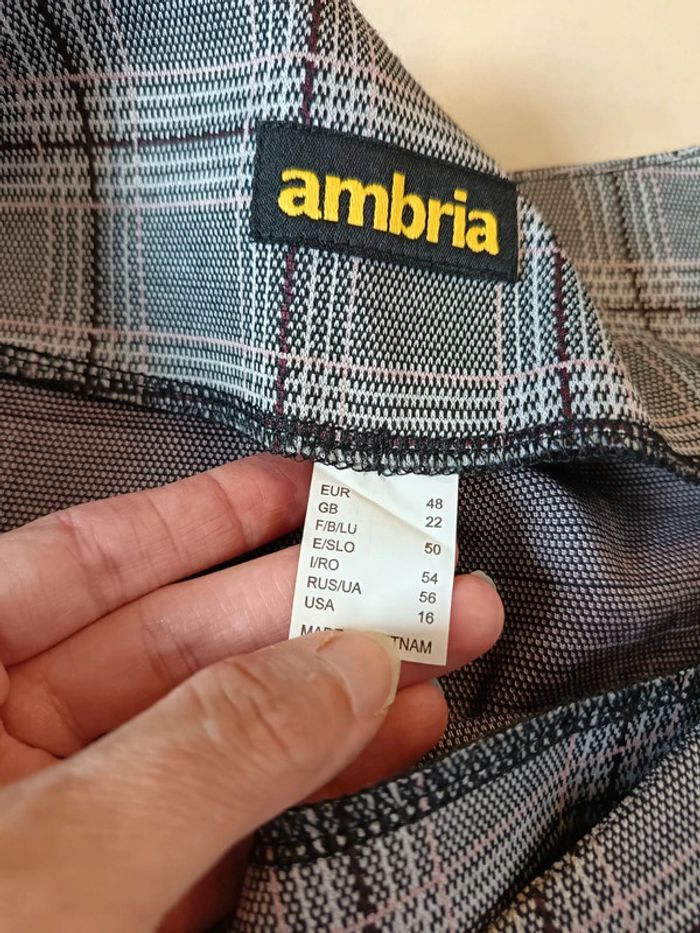 ambria
EUR 48
GB 22
F/B/LU 50
E/SLO
I/RO 54
RUS/UA 56
USA 16